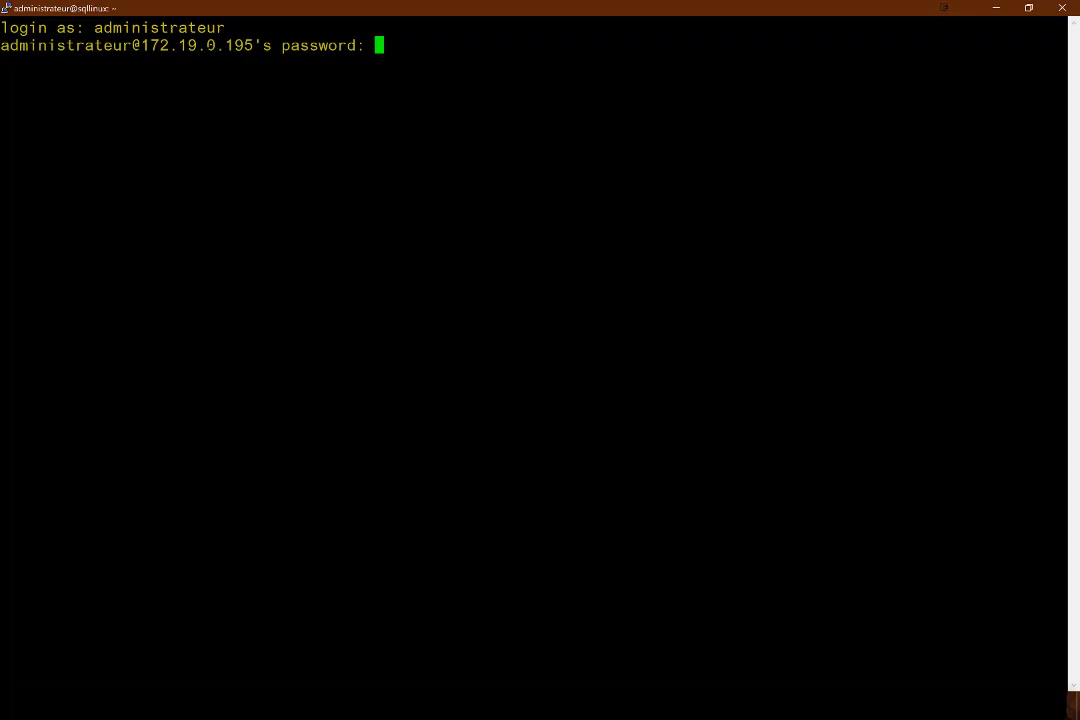 administrateur@sqllinux: ~
login as: administrateur
administrateur@172.19.0.195's password: